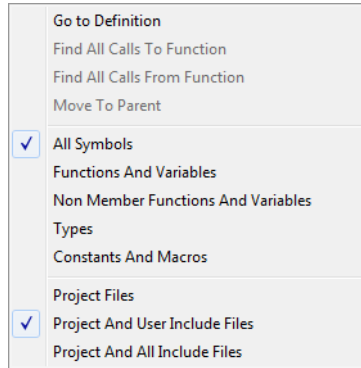 Go to Definition
Find All Calls To Function
Find All Calls From Function
Move To Parent
All Symbols
Functions And Variables
Non Member Functions And Variables
Types
Constants And Macros
Project Files
Project And User Include Files
Project And All Include Files